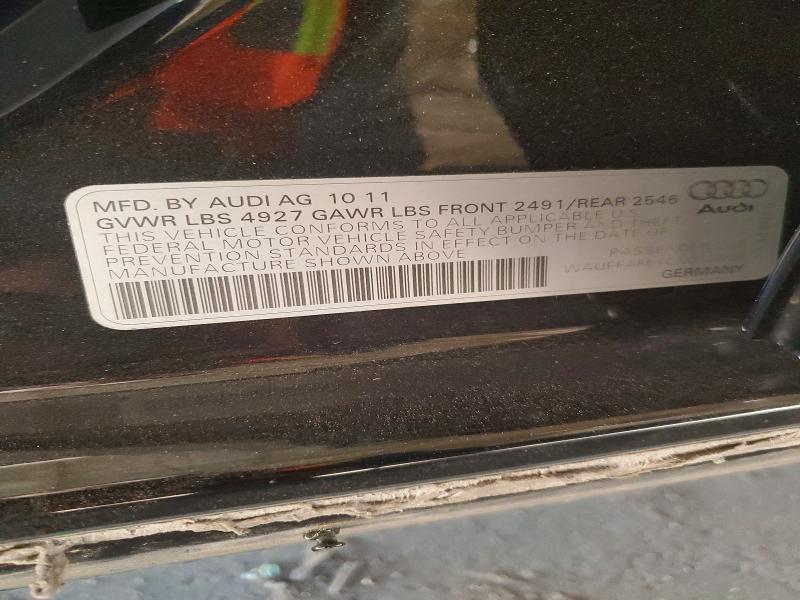 MFD. BY AUDI AG 10 11
GVWR LBS 4927 GAWR LBS FRONT 2491/REAR 2546
THIS VEHICLE CONFORMS TO ALL APPLICABLE U.S.
FEDERAL MOTOR VEHICLE SAFETY BUMPER AND THEFT
PREVENTION STANDARDS IN EFFECT ON THE DATE OF
MANUFACTURE SHOWN ABOVE
Audi
GERMANY